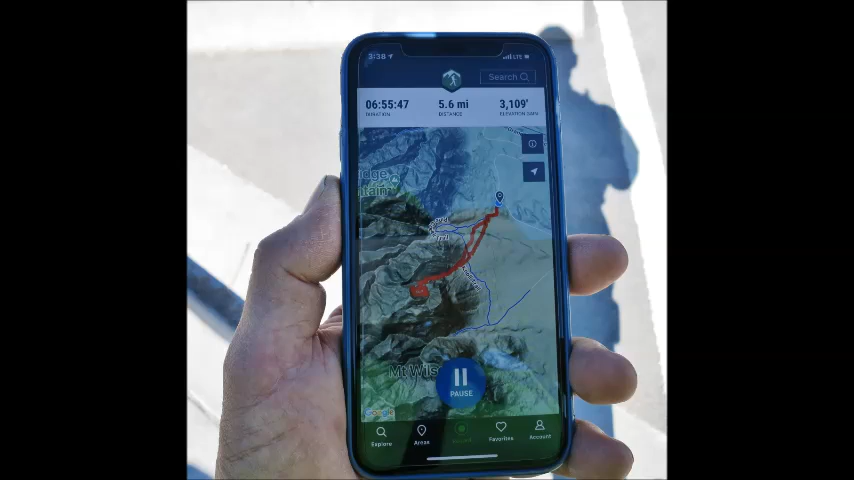 3:38
LTE
Search
06:55:47 5.6 mi 3,109'
DURATION DISTANCE ELEVATION GAIN
Mt Wils
PAUSE
Google
Explore Areas Favorites Account